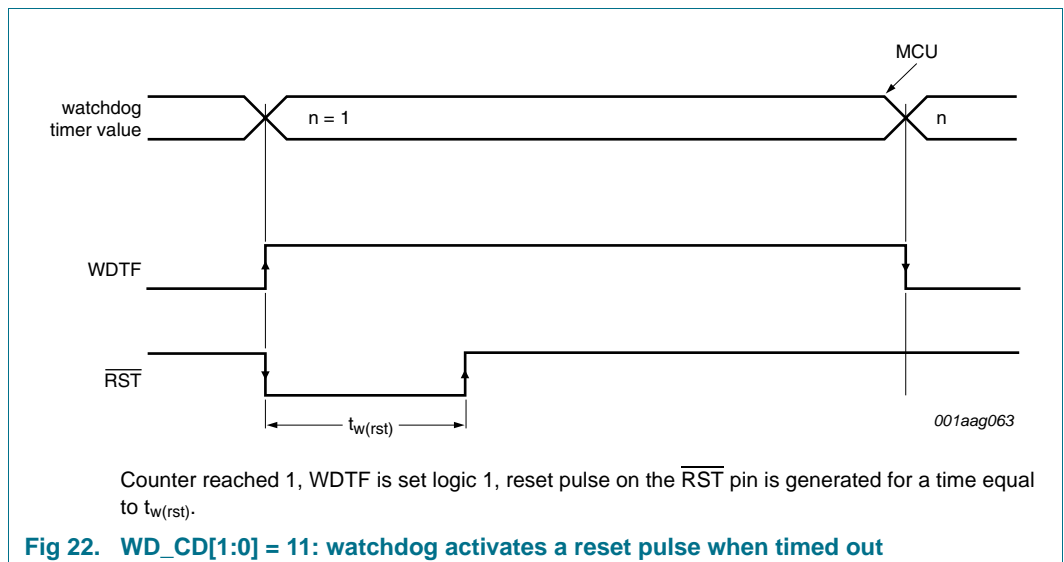 MCU
watchdog
timer value
n = 1
n
WDTF
RST
tw(rst)
001aag063
Counter reached 1, WDTF is set logic 1, reset pulse on the RST pin is generated for a time equal
to tw(rst).
Fig 22. WD_CD[1:0] = 11: watchdog activates a reset pulse when timed out